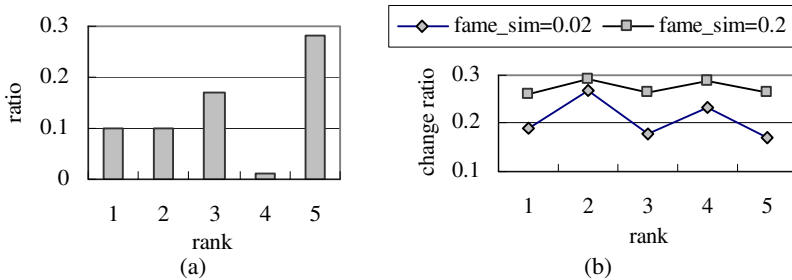 0.3
0.2
0.1
0
ratio
1 2 3 4 5
rank
(a)
fame_sim=0.02 fame_sim=0.2
0.3
0.2
0.1
change ratio
1 2 3 4 5
rank
(b)